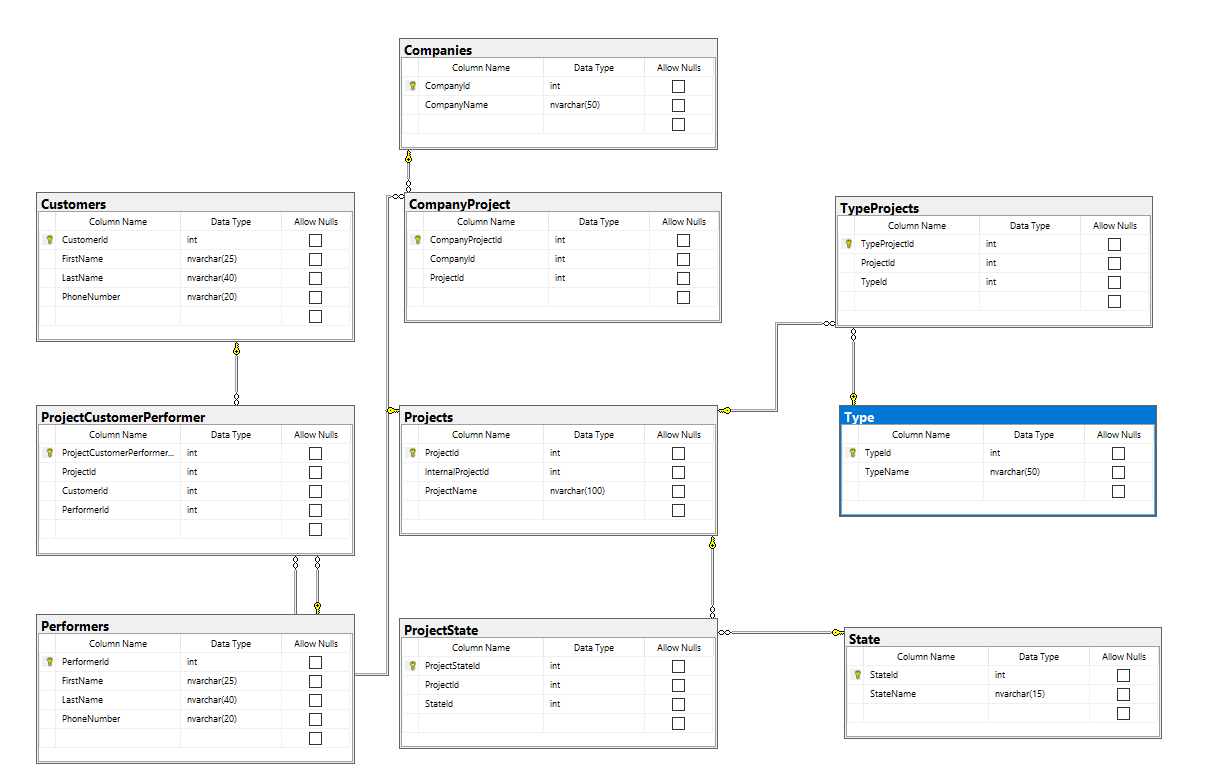 Companies
Column Name Data Type Allow Nulls
CompanyId int
CompanyName nvarchar(50)
Customers
Column Name Data Type Allow Nulls
CustomerId int
FirstName nvarchar(25)
LastName nvarchar(40)
PhoneNumber nvarchar(20)
CompanyProject
Column Name Data Type Allow Nulls
CompanyProjectId int
CompanyId int
ProjectId int
TypeProjects
Column Name Data Type Allow Nulls
TypeProjectId int
ProjectId int
TypeId int
ProjectCustomerPerformer
Column Name Data Type Allow Nulls
ProjectCustomerPerformer... int
ProjectId int
CustomerId int
PerformerId int
Projects
Column Name Data Type Allow Nulls
ProjectId int
InternalProjectId int
ProjectName nvarchar(100)
Type
Column Name Data Type Allow Nulls
TypeId int
TypeName nvarchar(50)
Performers
Column Name Data Type Allow Nulls
PerformerId int
FirstName nvarchar(25)
LastName nvarchar(40)
PhoneNumber nvarchar(20)
ProjectState
Column Name Data Type Allow Nulls
ProjectStateId int
ProjectId int
StateId int
State
Column Name Data Type Allow Nulls
StateId int
StateName nvarchar(15)